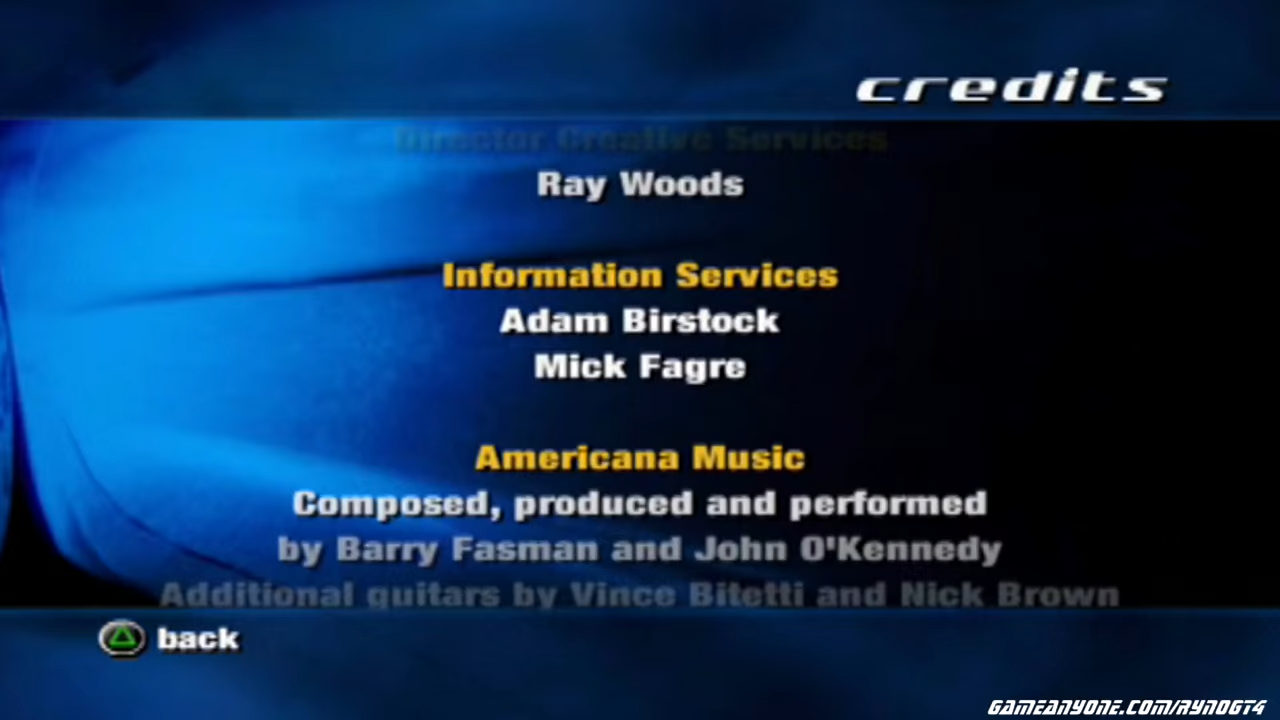 credits
Director Creative Services
Ray Woods
Information Services
Adam Birstock
Mick Fagre
Americana Music
Composed, produced and performed
by Barry Fasman and John O'Kennedy
Additional guitars by Vince Bitetti and Nick Brown
back
GAMEANYONE.COM/RYNOGT4